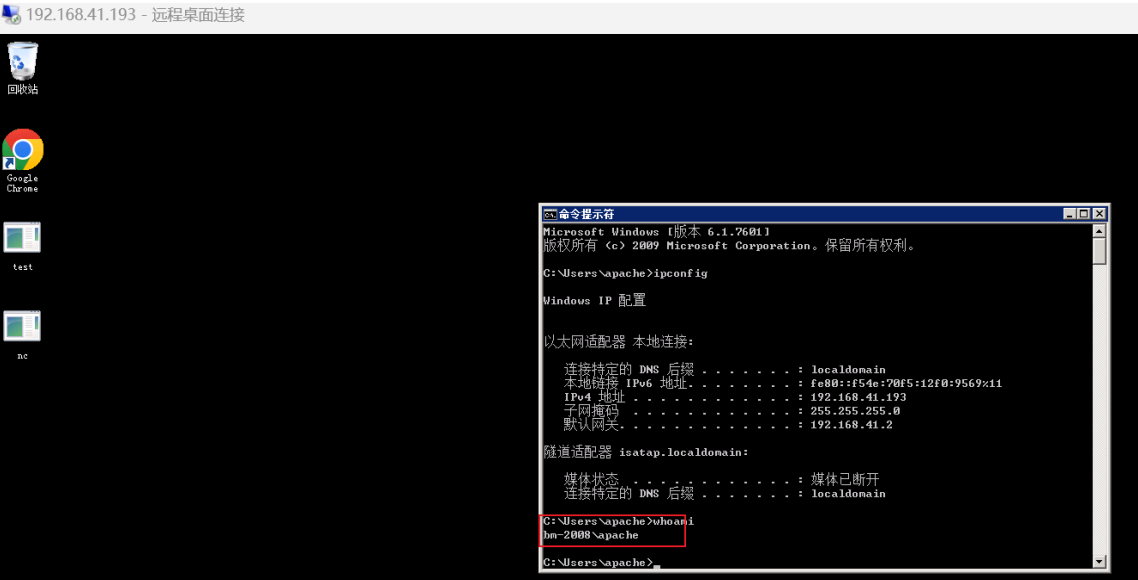 192.168.41.193 - 远程桌面连接
回收站
Google
Chrome
test
nc
命令提示符
Microsoft Windows [版本 6.1.7601]
版权所有 (c) 2009 Microsoft Corporation。保留所有权利。
C:\Users\apache>ipconfig
Windows IP 配置
以太网适配器 本地连接:
连接特定的 DNS 后缀 . . . . . . . : localdomain
本地链接 IPv6 地址. . . . . . . . : fe80::f54e:70f5:12f0:9569%11
IPv4 地址 . . . . . . . . . . . . : 192.168.41.193
子网掩码 . . . . . . . . . . . . : 255.255.255.0
默认网关. . . . . . . . . . . . . : 192.168.41.2
隧道适配器 isatap.localdomain:
媒体状态 . . . . . . . . . . . . : 媒体已断开
连接特定的 DNS 后缀 . . . . . . . : localdomain
C:\Users\apache>whoami
bm-2008\apache
C:\Users\apache>_